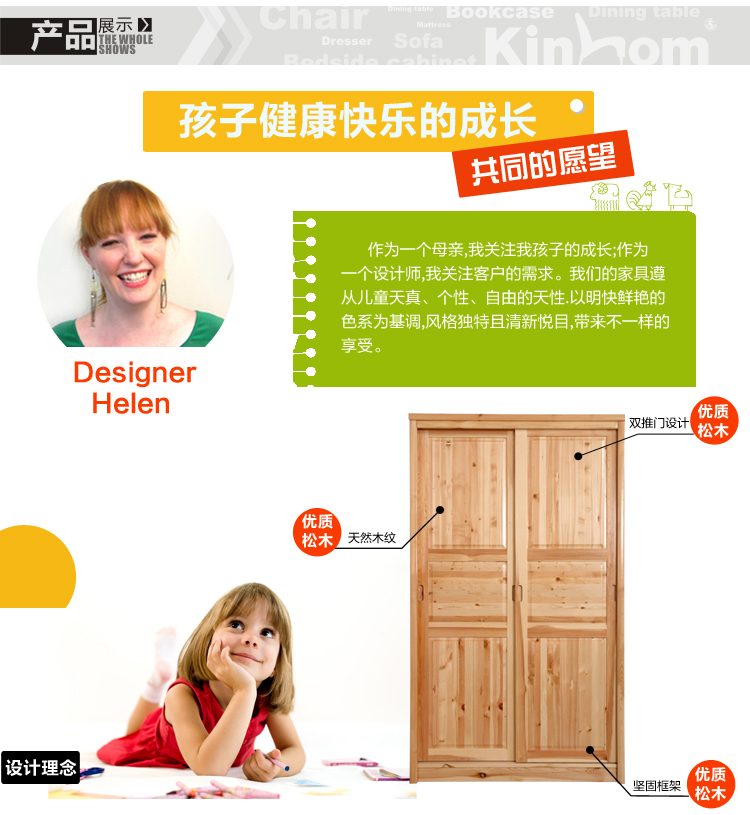 产品展示
THE WHOLE
SHOWS
Chair
Dining table
Bookcase
Dining table
Mattress
Dresser
Sofa
Kinhom
Bedside cabinet
孩子健康快乐的成长
共同的愿望
作为一个母亲,我关注我孩子的成长;作为
一个设计师,我关注客户的需求。我们的家具遵
从儿童天真、个性、自由的天性.以明快鲜艳的
色系为基调,风格独特且清新悦目,带来不一样的
享受。
Designer
Helen
双推门设计
优质
松木
优质
松木
天然木纹
设计理念
坚固框架
优质
松木